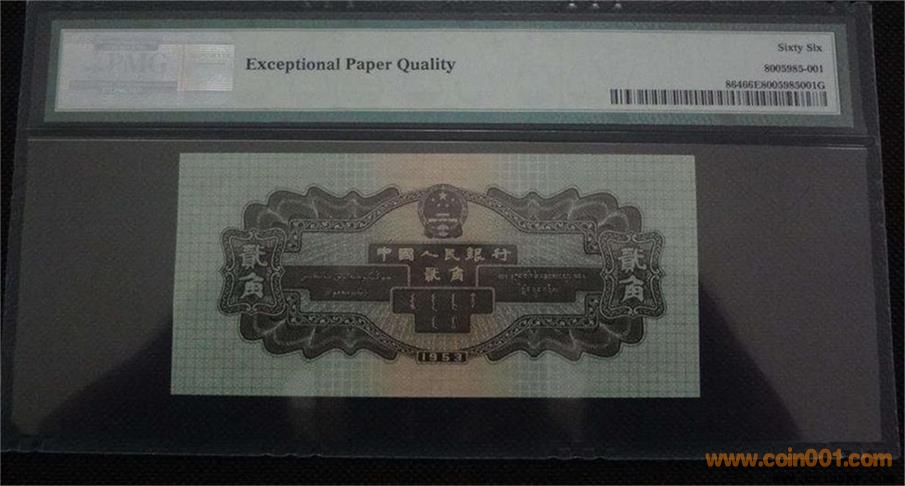 PMG
Exceptional Paper Quality
Sixty Six
8005985-001
86466E8005985001G
中國人民銀行
貳角
貳角
貳角
1953
www.coin001.com